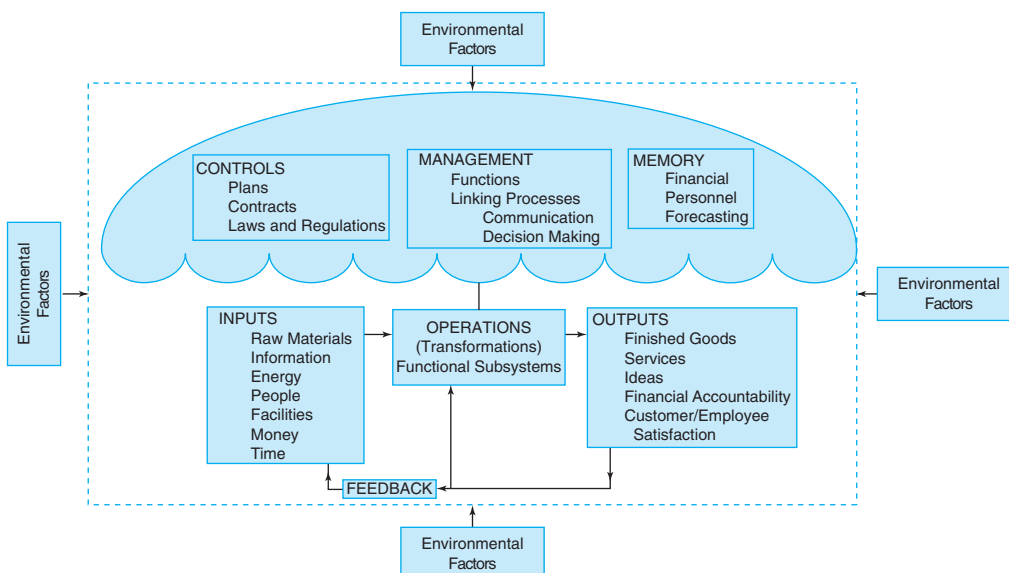 Environmental
Factors
CONTROLS
Plans
Contracts
Laws and Regulations
MANAGEMENT
Functions
Linking Processes
Communication
Decision Making
MEMORY
Financial
Personnel
Forecasting
Environmental
Factors
Environmental
Factors
INPUTS
Raw Materials
Information
Energy
People
Facilities
Money
Time
OPERATIONS
(Transformations)
Functional Subsystems
OUTPUTS
Finished Goods
Services
Ideas
Financial Accountability
Customer/Employee
Satisfaction
FEEDBACK
Environmental
Factors